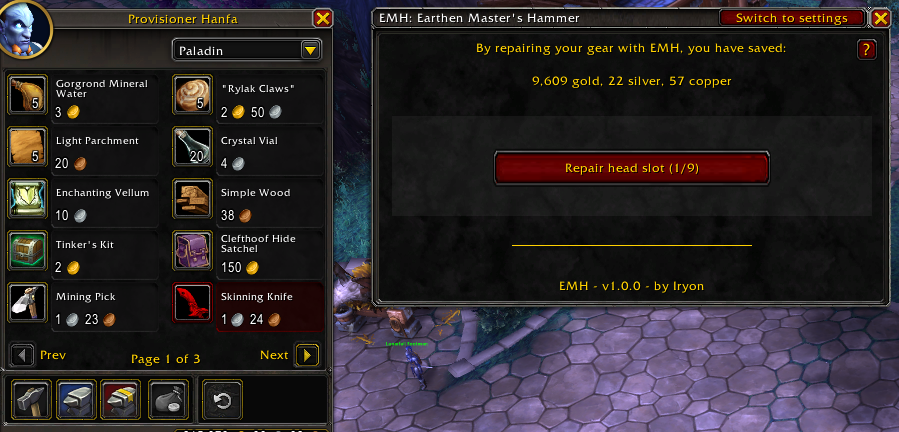 Provisioner Hanfa
Paladin
Gorgrond Mineral
Water
5
3
"Rylak Claws"
5
2 50
Light Parchment
5
20
Crystal Vial
20
4
Enchanting Vellum
10
Simple Wood
38
Tinker's Kit
2
Clefthoof Hide
Satchel
150
Mining Pick
1 23
Skinning Knife
1 24
Prev
Page 1 of 3
Next
EMH: Earthen Master's Hammer
Switch to settings
?
By repairing your gear with EMH, you have saved:
9,609 gold, 22 silver, 57 copper
Repair head slot (1/9)
EMH - v1.0.0 - by Iryon